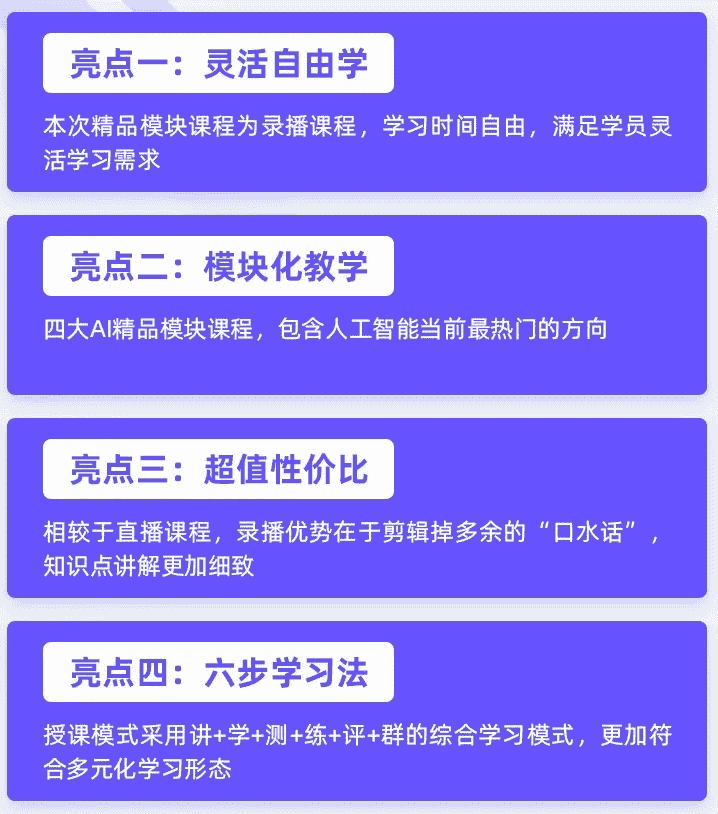 亮点一：灵活自由学
本次精品模块课程为录播课程，学习时间自由，满足学员灵
活学习需求
亮点二：模块化教学
四大AI精品模块课程，包含人工智能当前最热门的方向
亮点三：超值性价比
相较于直播课程，录播优势在于剪辑掉多余的“口水话”，
知识点讲解更加细致
亮点四：六步学习法
授课模式采用讲+学+测+练+评+群的综合学习模式，更加符
合多元化学习形态